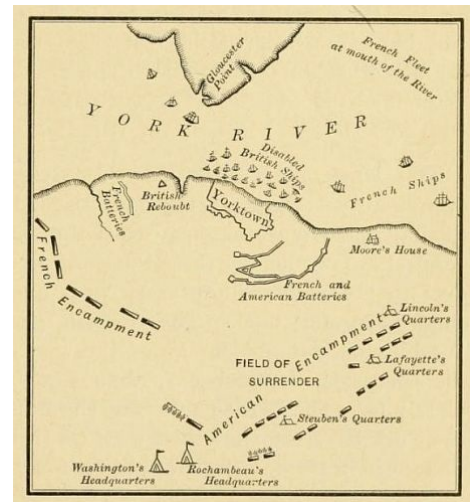 Gloucester
Point
French Fleet
at mouth of the River
YORK RIVER
Disabled
British Ships
French
Batteries
British
Reboubt
Yorktown
French Ships
Moore's House
French Encampment
French and
American Batteries
Lincoln's
Quarters
American Encampment
FIELD OF
SURRENDER
Lafayette's
Quarters
Steuben's Quarters
Washington's
Headquarters
Rochambeau's
Headquarters